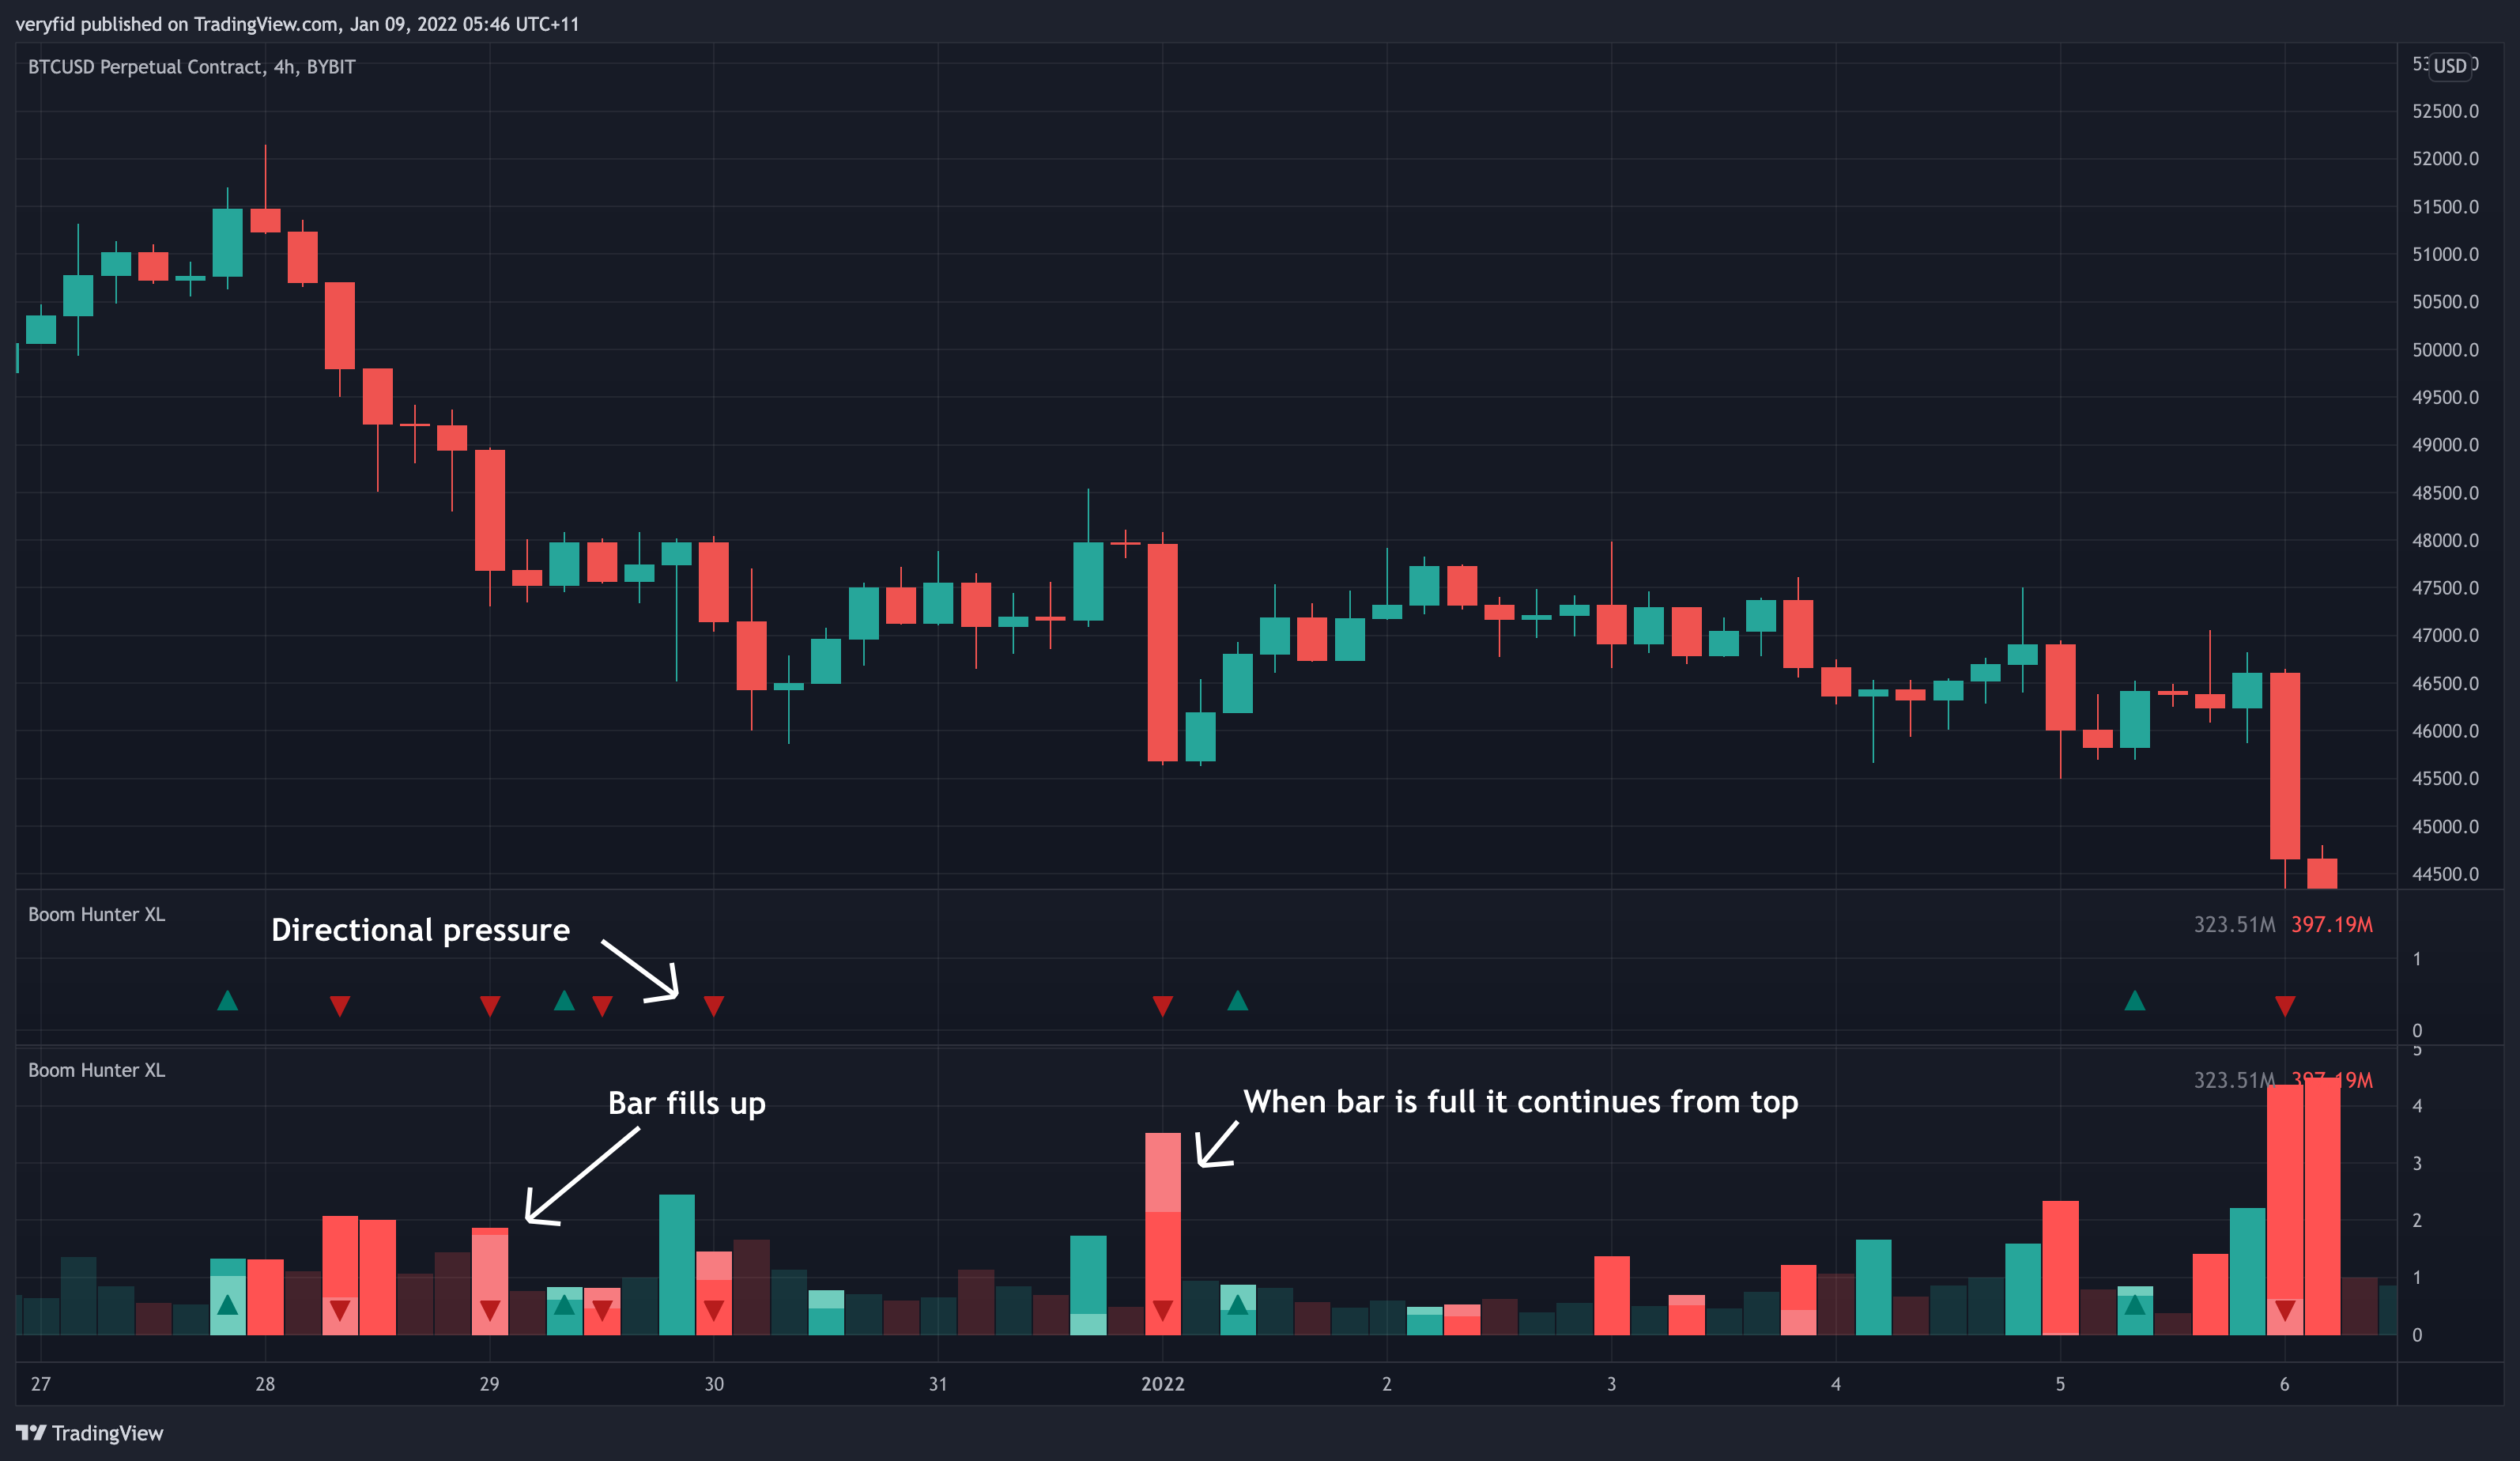 veryfid published on TradingView.com, Jan 09, 2022 05:46 UTC+11
BTCUSD Perpetual Contract, 4h, BYBIT
USD
52500.0
52000.0
51500.0
51000.0
50500.0
50000.0
49500.0
49000.0
48500.0
48000.0
47500.0
47000.0
46500.0
46000.0
45500.0
45000.0
44500.0
Boom Hunter XL
323.51M 397.19M
Directional pressure
1
0
Boom Hunter XL
323.51M 397.19M
Bar fills up
When bar is full it continues from top
5
4
3
2
1
0
27 28 29 30 31 2022 2 3 4 5 6
TradingView